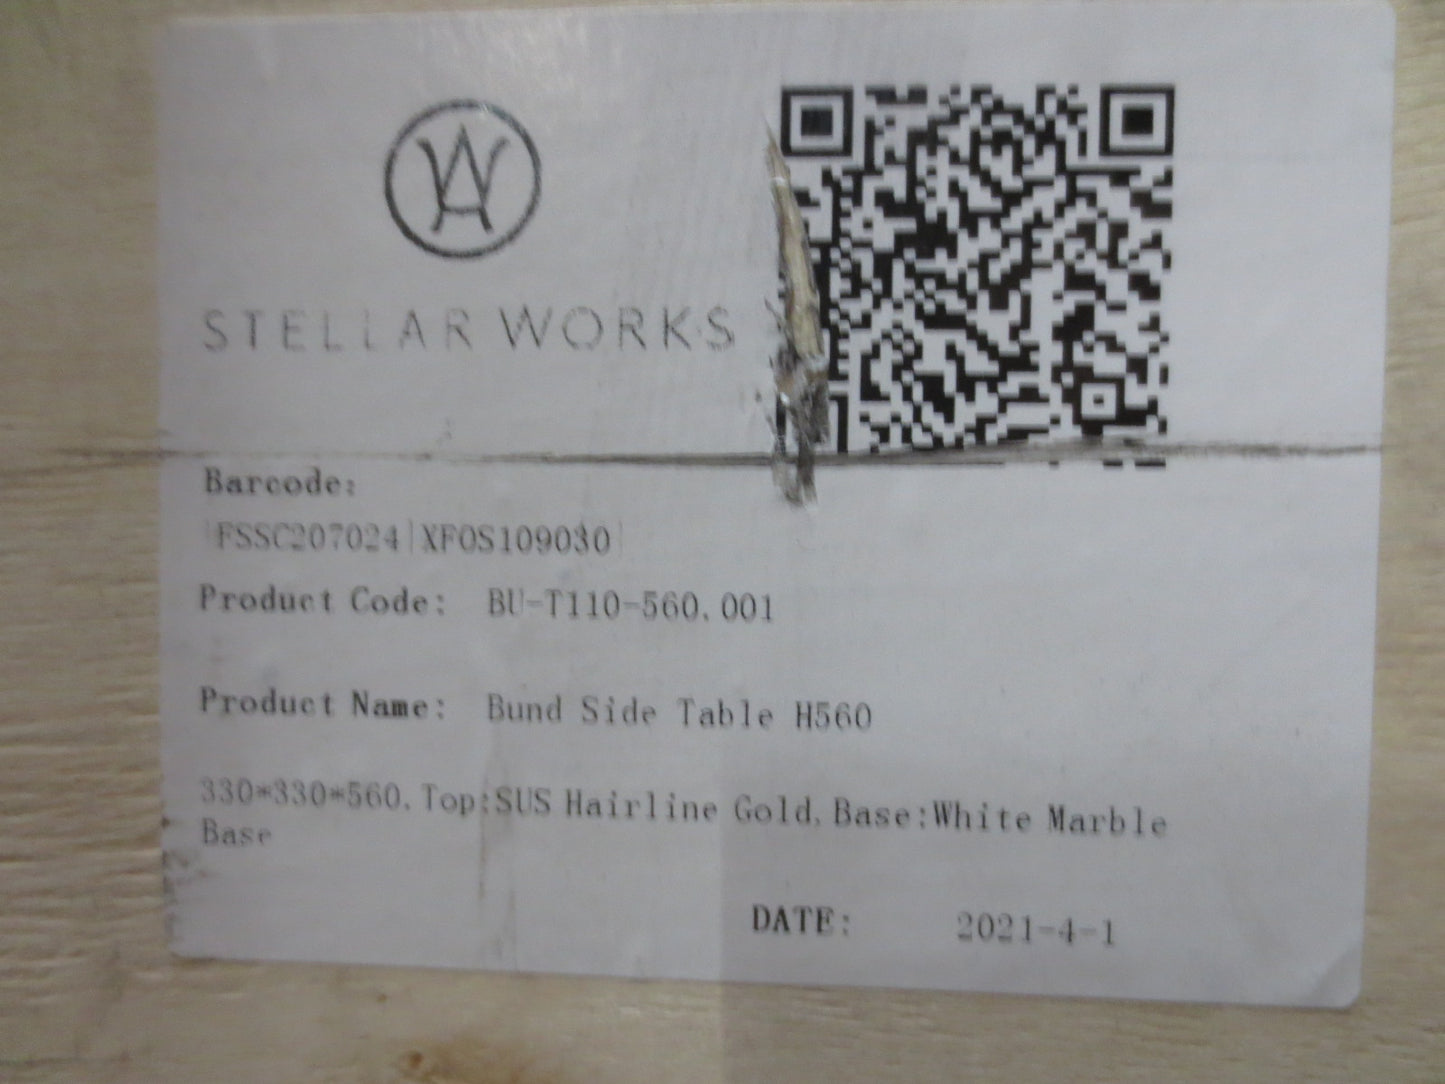 STELLAR WORKS
Barcode:
|FSSC207024|XFOS109030|
Product Code: BU-T110-560.001
Product Name: Bund Side Table H560
330*330*560. Top:SUS Hairline Gold, Base:White Marble
Base
DATE: 2021-4-1